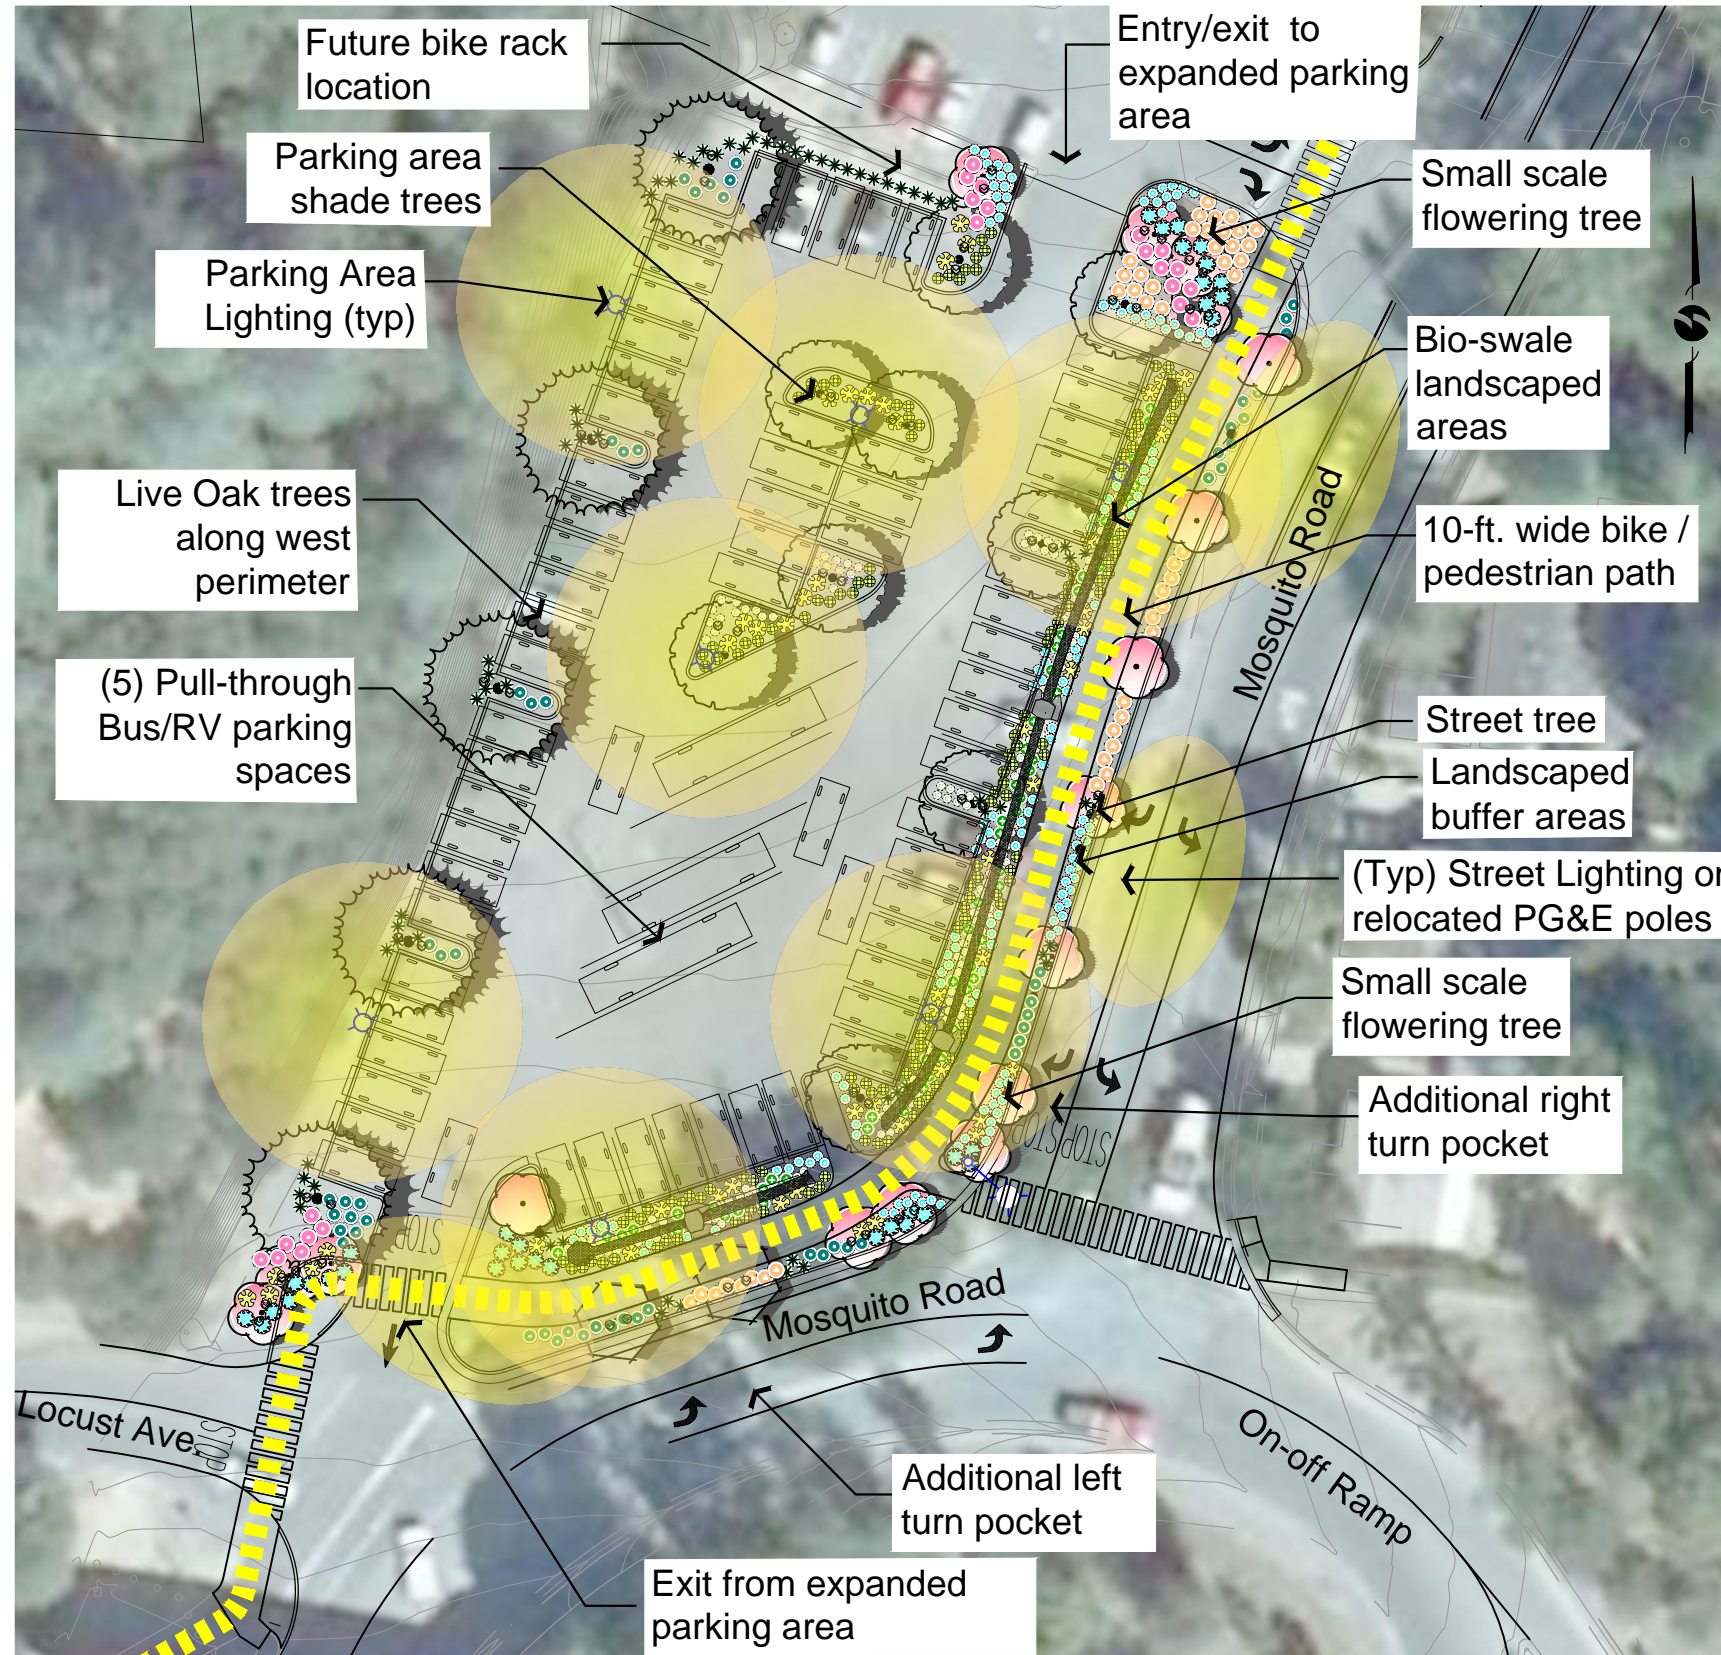 Future bike rack
location
Entry/exit to
expanded parking
area
Parking area
shade trees
Small scale
flowering tree
Parking Area
Lighting (typ)
Bio-swale
landscaped
areas
Live Oak trees
along west
perimeter
Mosquito Road
10-ft. wide bike /
pedestrian path
(5) Pull-through
Bus/RV parking
spaces
Street tree
Landscaped
buffer areas
(Typ) Street Lighting on
relocated PG&E poles
Small scale
flowering tree
Additional right
turn pocket
STOP
STOP
STOP
Mosquito Road
Locust Ave.
STOP
On-off Ramp
Additional left
turn pocket
Exit from expanded
parking area